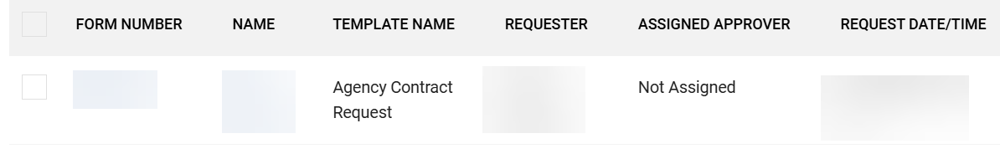 FORM NUMBER NAME TEMPLATE NAME REQUESTER ASSIGNED APPROVER REQUEST DATE/TIME
Agency Contract Not Assigned
Request